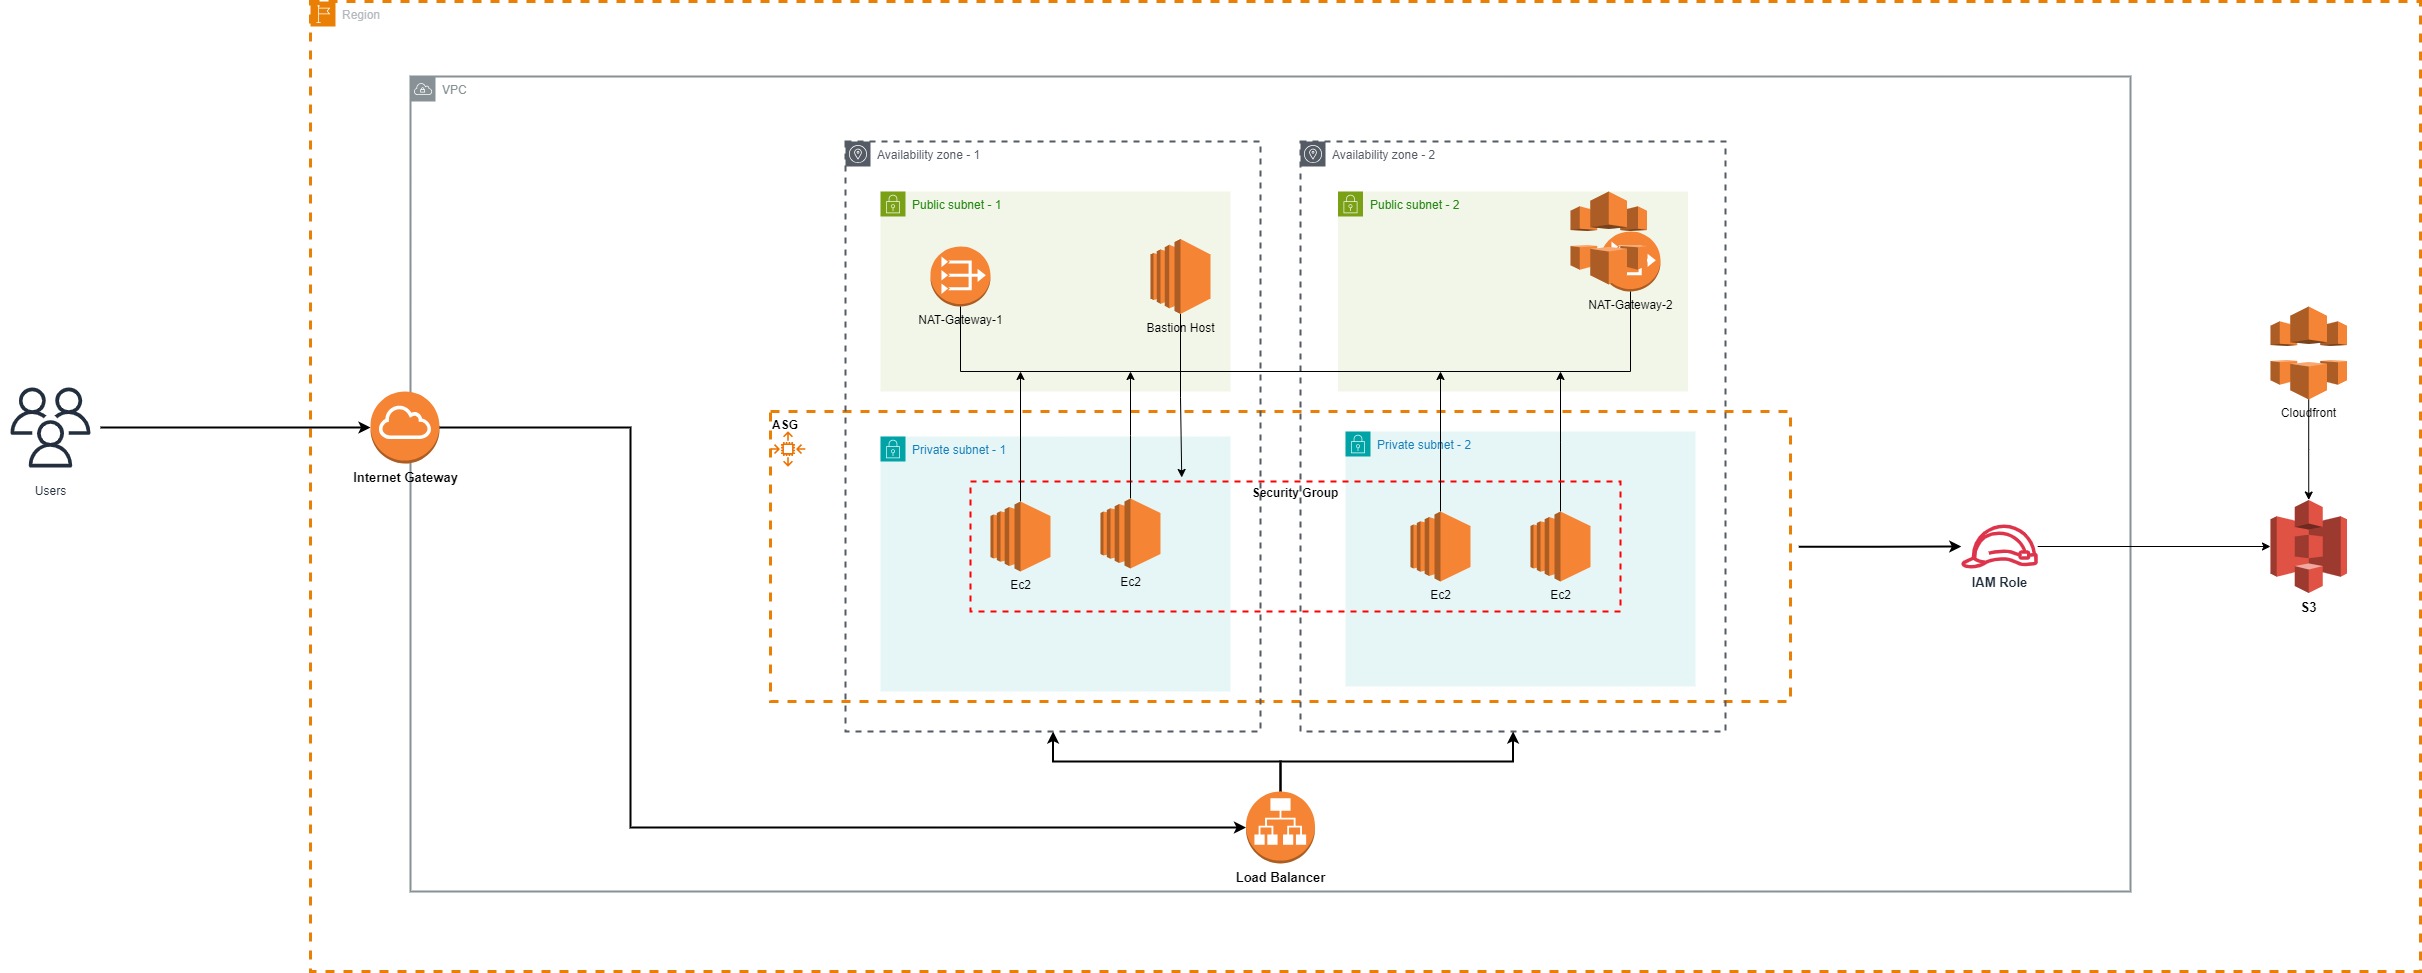 Region
VPC
Availability zone - 1
Availability zone - 2
Public subnet - 1
Public subnet - 2
NAT-Gateway-1
Bastion Host
NAT-Gateway-2
Cloudfront
ASG
Private subnet - 1
Private subnet - 2
Users
Internet Gateway
Security Group
Ec2
Ec2
Ec2
Ec2
IAM Role
S3
Load Balancer